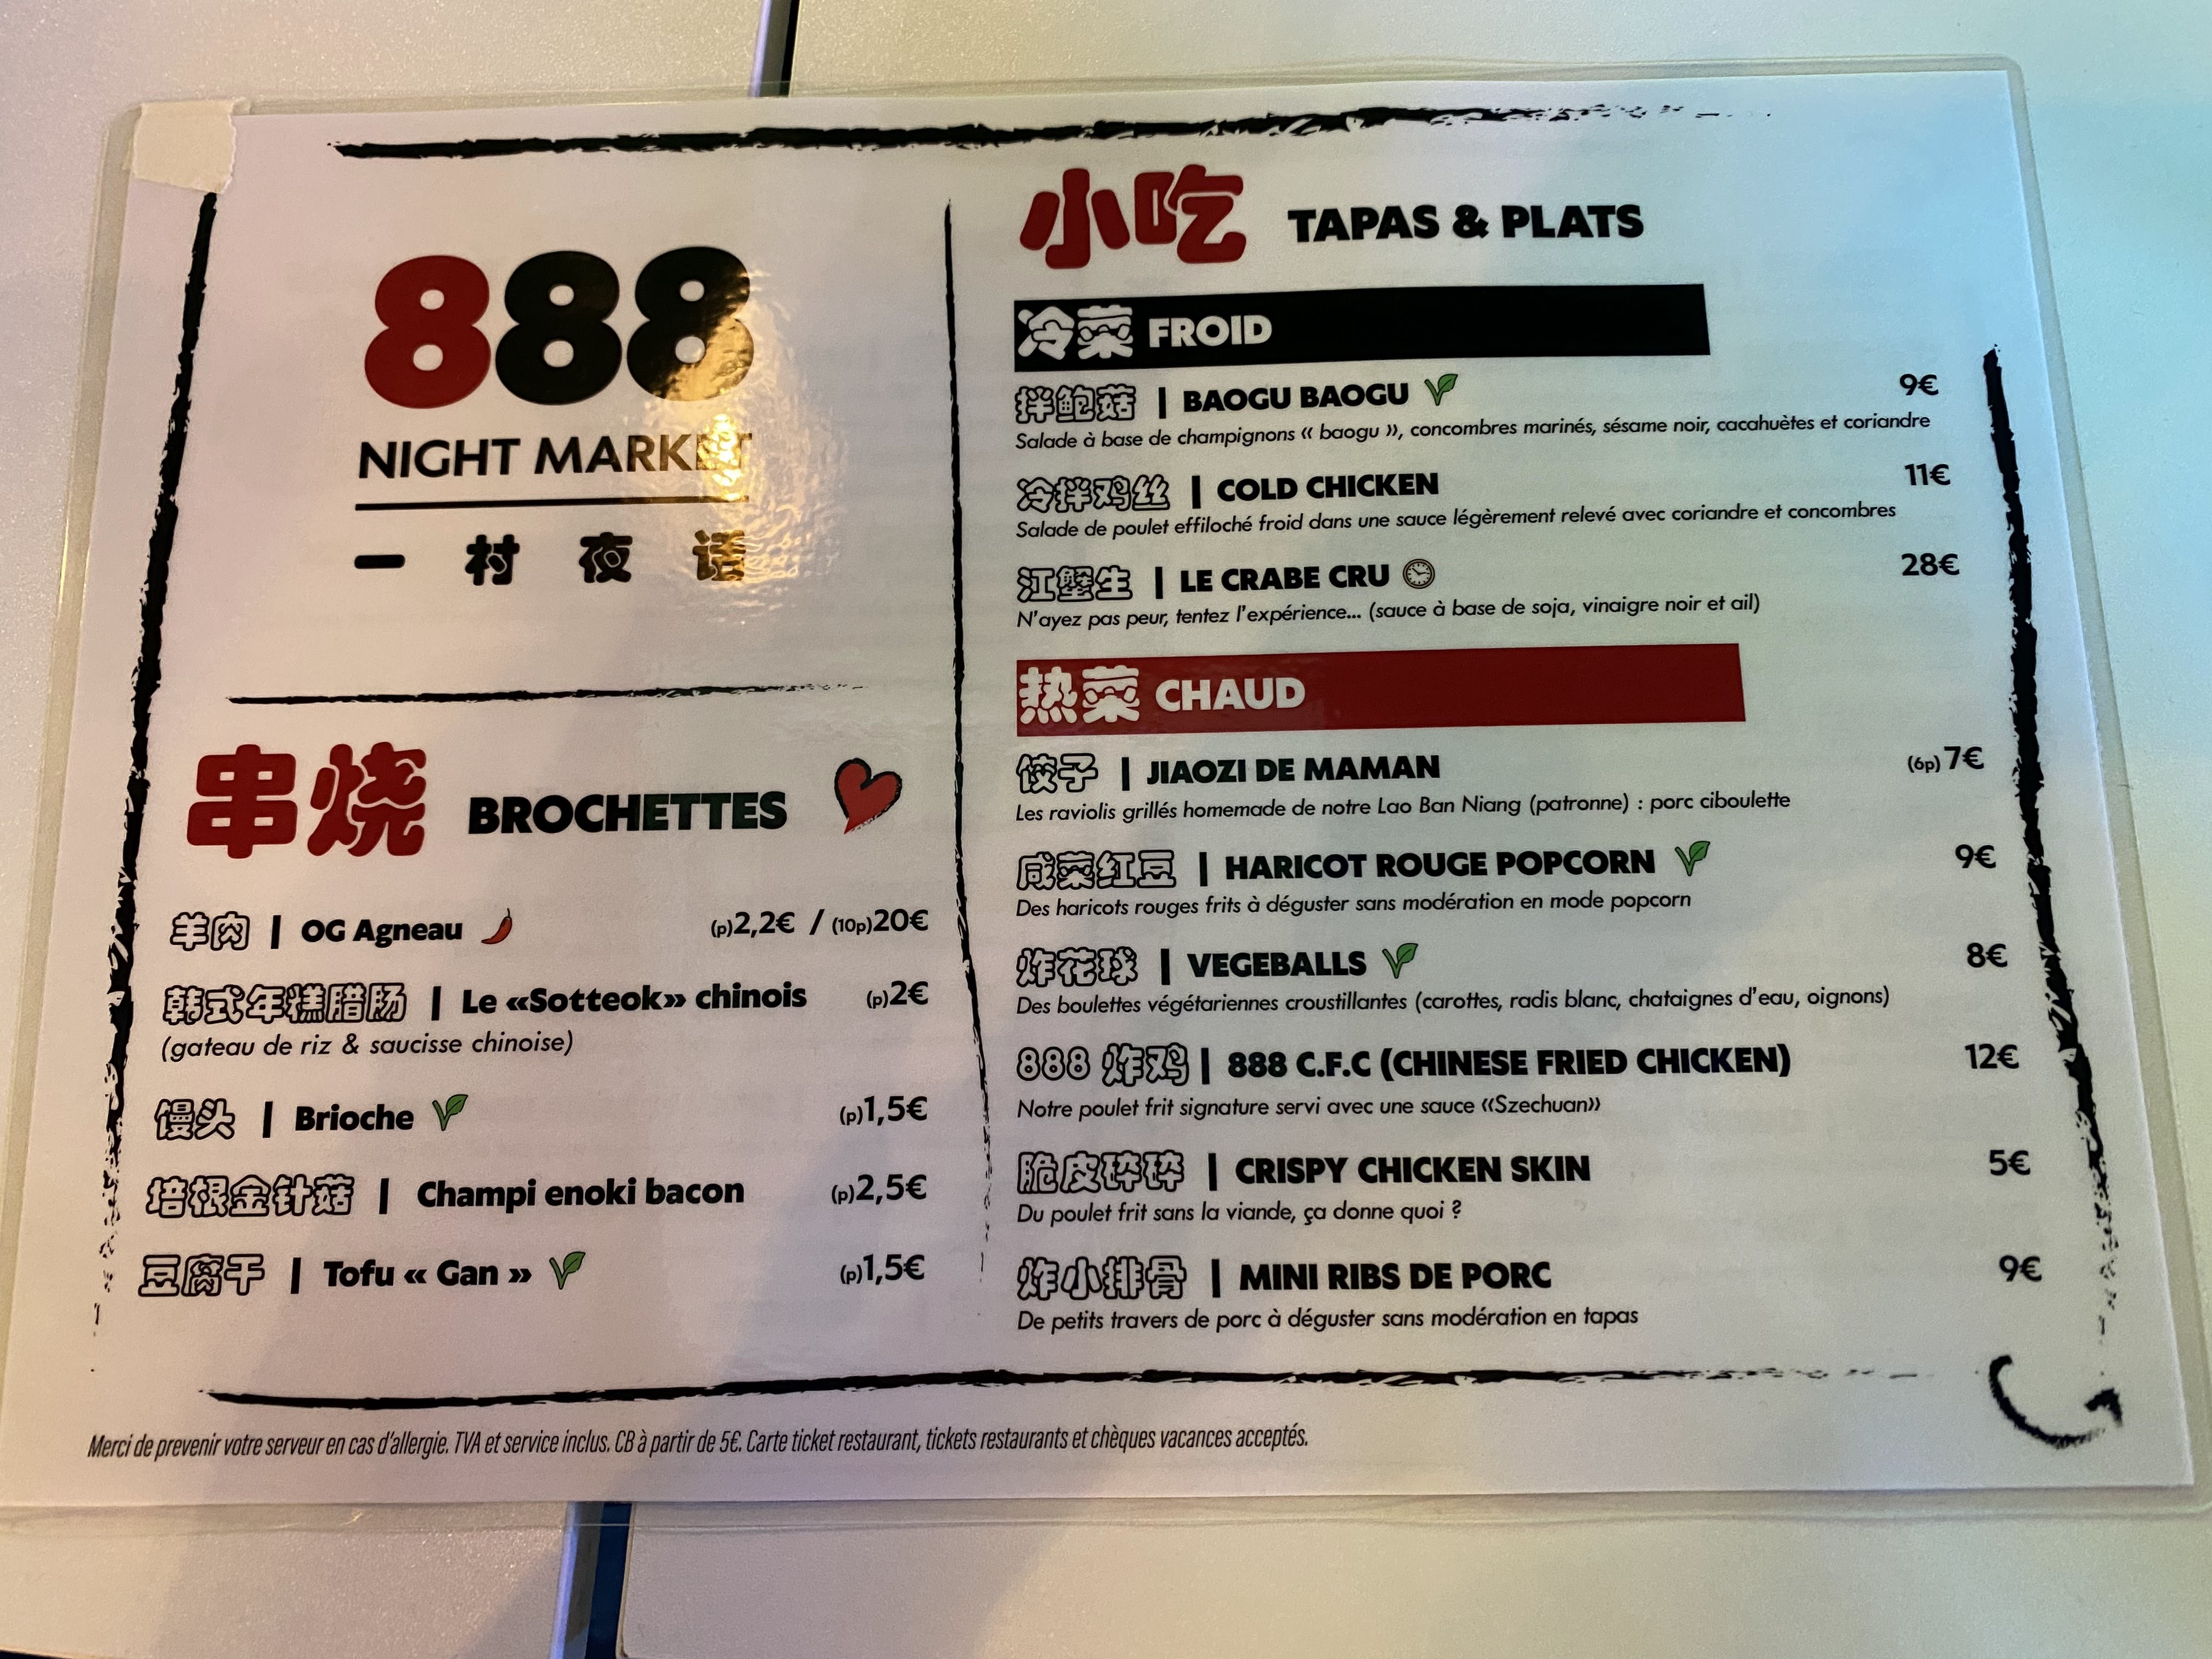 888
NIGHT MARKET
一村夜话
串烧 BROCHETTES
羊肉 | OG Agneau (p)2,2€ / (10p)20€
韩式年糕腊肠 | Le «Sotteok» chinois (p)2€
(gateau de riz & saucisse chinoise)
馒头 | Brioche (p)1,5€
培根金针菇 | Champi enoki bacon (p)2,5€
豆腐干 | Tofu « Gan » (p)1,5€
小吃 TAPAS & PLATS
冷菜 FROID
拌鲍菇 | BAOGU BAOGU 9€
Salade à base de champignons « baogu », concombres marinés, sésame noir, cacahuètes et coriandre
冷拌鸡丝 | COLD CHICKEN 11€
Salade de poulet effiloché froid dans une sauce légèrement relevé avec coriandre et concombres
江蟹生 | LE CRABE CRU 28€
N'ayez pas peur, tentez l'expérience... (sauce à base de soja, vinaigre noir et ail)
热菜 CHAUD
饺子 | JIAOZI DE MAMAN (6p)7€
Les raviolis grillés homemade de notre Lao Ban Niang (patronne) : porc ciboulette
咸菜红豆 | HARICOT ROUGE POPCORN 9€
Des haricots rouges frits à déguster sans modération en mode popcorn
炸花球 | VEGEBALLS 8€
Des boulettes végétariennes croustillantes (carottes, radis blanc, chataignes d'eau, oignons)
888 炸鸡 | 888 C.F.C (CHINESE FRIED CHICKEN) 12€
Notre poulet frit signature servi avec une sauce «Szechuan»
脆皮碎碎 | CRISPY CHICKEN SKIN 5€
Du poulet frit sans la viande, ça donne quoi ?
炸小排骨 | MINI RIBS DE PORC 9€
De petits travers de porc à déguster sans modération en tapas
Merci de prevenir votre serveur en cas d'allergie. TVA et service inclus. CB à partir de 5€. Carte ticket restaurant, tickets restaurants et chèques vacances acceptés.